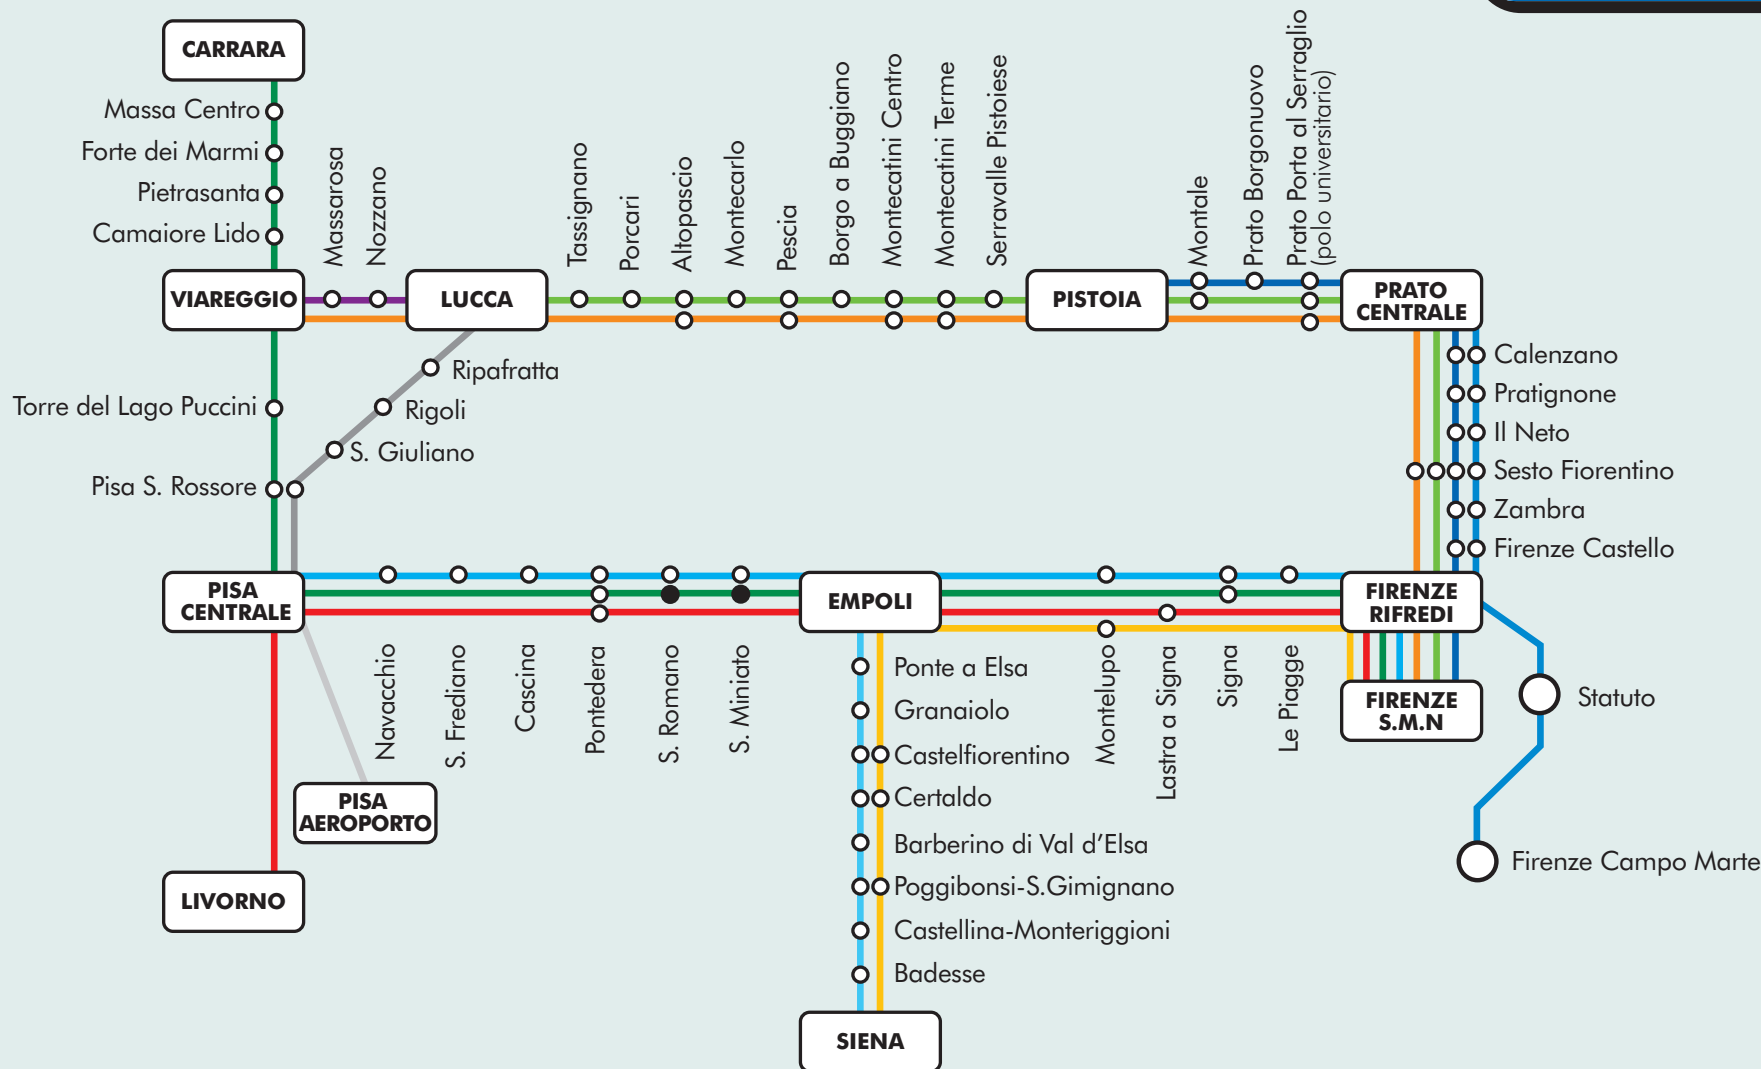 CARRARA
Massa Centro
Forte dei Marmi
Pietrasanta
Camaiore Lido
Massarosa
Nozzano
Tassignano
Porcari
Altopascio
Montecarlo
Pescia
Borgo a Buggiano
Montecatini Centro
Montecatini Terme
Serravalle Pistoiese
Montale
Prato Borgonuovo
Prato Porta al Serraglio
(polo universitario)
VIAREGGIO
LUCCA
PISTOIA
PRATO
CENTRALE
Ripafratta
Rigoli
S. Giuliano
Torre del Lago Puccini
Pisa S. Rossore
Calenzano
Pratignone
Il Neto
Sesto Fiorentino
Zambra
Firenze Castello
PISA
CENTRALE
EMPOLI
FIRENZE
RIFREDI
Navacchio
S. Frediano
Cascina
Pontedera
S. Romano
S. Miniato
Ponte a Elsa
Granaiolo
Castelfiorentino
Certaldo
Barberino di Val d'Elsa
Poggibonsi-S.Gimignano
Castellina-Monteriggioni
Badesse
Montelupo
Lastra a Signa
Signa
Le Piagge
FIRENZE
S.M.N
Statuto
Firenze Campo Marte
PISA
AEROPORTO
LIVORNO
SIENA